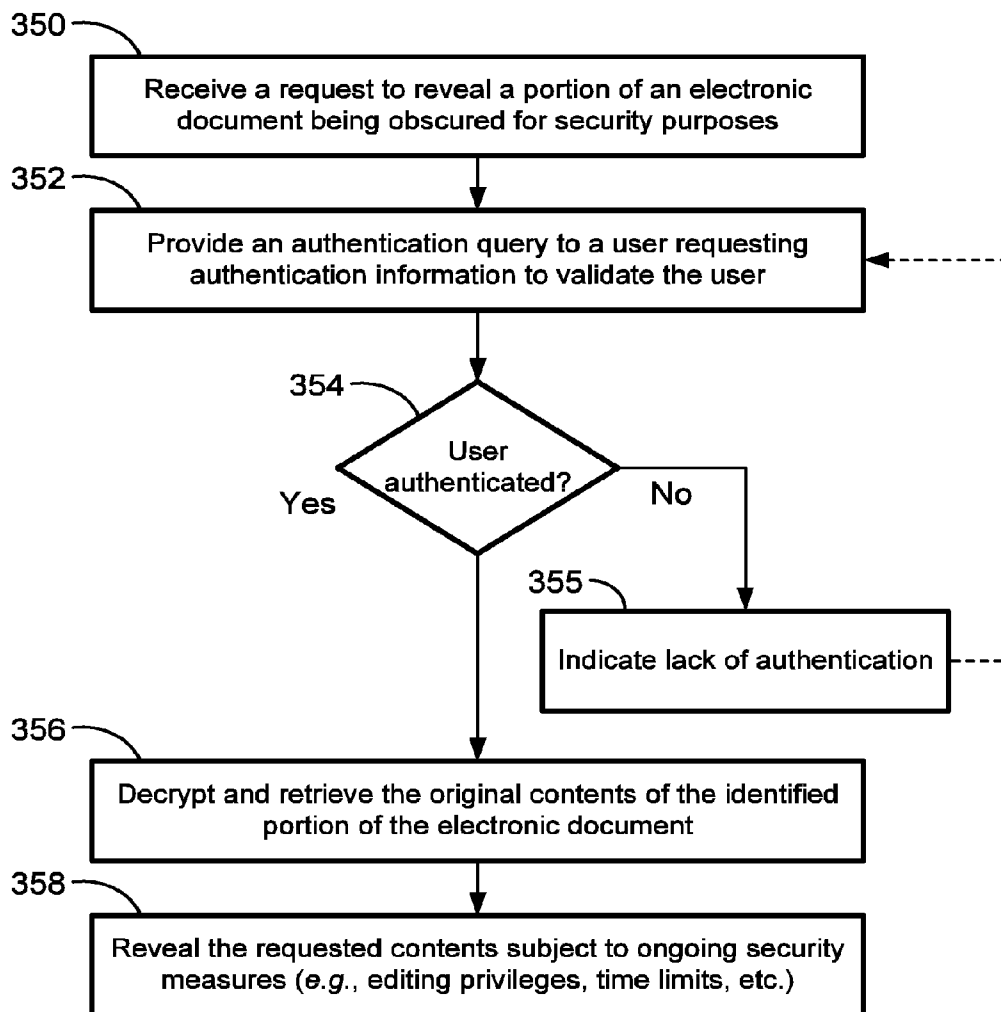 350
Receive a request to reveal a portion of an electronic
document being obscured for security purposes
352
Provide an authentication query to a user requesting
authentication information to validate the user
354
User
authenticated?
Yes
No
355
Indicate lack of authentication
356
Decrypt and retrieve the original contents of the identified
portion of the electronic document
358
Reveal the requested contents subject to ongoing security
measures (e.g., editing privileges, time limits, etc.)